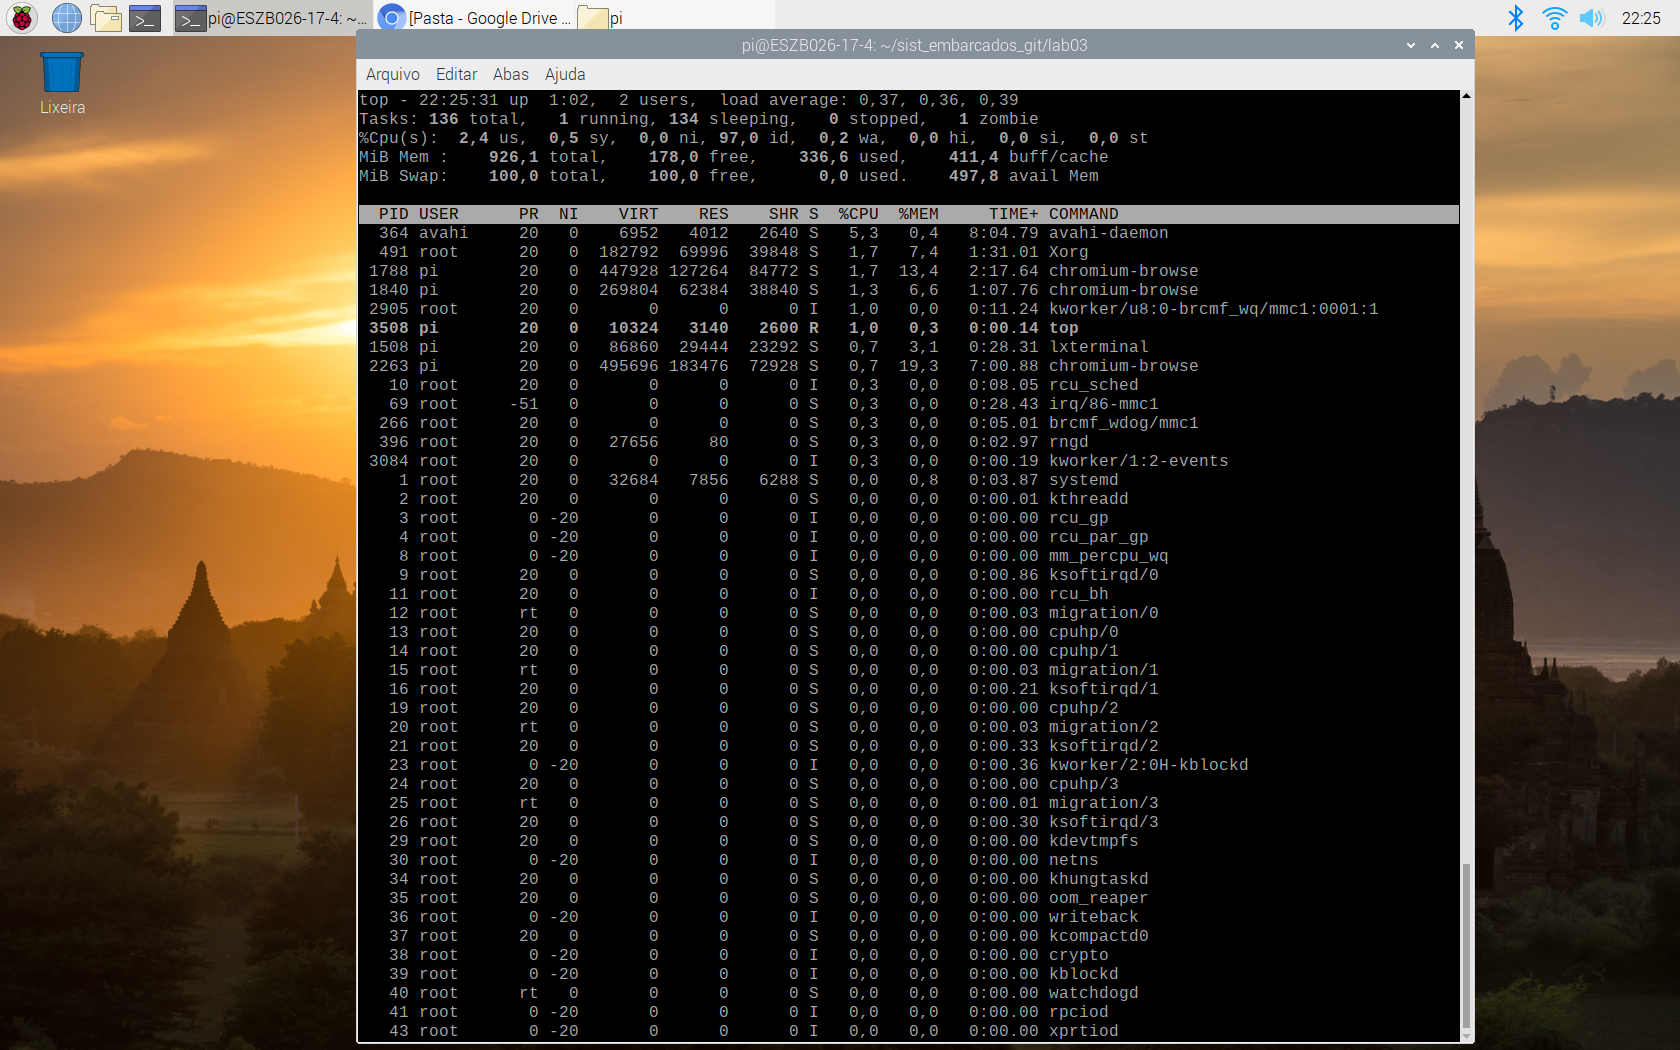 pi@ESZB026-17-4: ~... [Pasta - Google Drive ... pi 22:25
Lixeira
pi@ESZB026-17-4: ~/sist_embarcados_git/lab03
Arquivo Editar Abas Ajuda
top - 22:25:31 up  1:02,  2 users,  load average: 0,37, 0,36, 0,39
Tasks: 136 total,   1 running, 134 sleeping,   0 stopped,   1 zombie
%Cpu(s):  2,4 us,  0,5 sy,  0,0 ni, 97,0 id,  0,2 wa,  0,0 hi,  0,0 si,  0,0 st
MiB Mem :    926,1 total,    178,0 free,    336,6 used,    411,4 buff/cache
MiB Swap:    100,0 total,    100,0 free,      0,0 used.    497,8 avail Mem
PID USER PR NI VIRT RES SHR S %CPU %MEM TIME+ COMMAND
364 avahi 20 0 6952 4012 2640 S 5,3 0,4 8:04.79 avahi-daemon
491 root 20 0 182792 69996 39848 S 1,7 7,4 1:31.01 Xorg
1788 pi 20 0 447928 127264 84772 S 1,7 13,4 2:17.64 chromium-browse
1840 pi 20 0 269804 62384 38840 S 1,3 6,6 1:07.76 chromium-browse
2905 root 20 0 0 0 0 I 1,0 0,0 0:11.24 kworker/u8:0-brcmf_wq/mmc1:0001:1
3508 pi 20 0 10324 3140 2600 R 1,0 0,3 0:00.14 top
1508 pi 20 0 86860 29444 23292 S 0,7 3,1 0:28.31 lxterminal
2263 pi 20 0 495696 183476 72928 S 0,7 19,3 7:00.88 chromium-browse
10 root 20 0 0 0 0 I 0,3 0,0 0:08.05 rcu_sched
69 root -51 0 0 0 0 S 0,3 0,0 0:28.43 irq/86-mmc1
266 root 20 0 0 0 0 S 0,3 0,0 0:05.01 brcmf_wdog/mmc1
396 root 20 0 27656 80 0 S 0,3 0,0 0:02.97 rngd
3084 root 20 0 0 0 0 I 0,3 0,0 0:00.19 kworker/1:2-events
1 root 20 0 32684 7856 6288 S 0,0 0,8 0:03.87 systemd
2 root 20 0 0 0 0 S 0,0 0,0 0:00.01 kthreadd
3 root 0 -20 0 0 0 I 0,0 0,0 0:00.00 rcu_gp
4 root 0 -20 0 0 0 I 0,0 0,0 0:00.00 rcu_par_gp
8 root 0 -20 0 0 0 I 0,0 0,0 0:00.00 mm_percpu_wq
9 root 20 0 0 0 0 S 0,0 0,0 0:00.86 ksoftirqd/0
11 root 20 0 0 0 0 I 0,0 0,0 0:00.00 rcu_bh
12 root rt 0 0 0 0 S 0,0 0,0 0:00.03 migration/0
13 root 20 0 0 0 0 S 0,0 0,0 0:00.00 cpuhp/0
14 root 20 0 0 0 0 S 0,0 0,0 0:00.00 cpuhp/1
15 root rt 0 0 0 0 S 0,0 0,0 0:00.03 migration/1
16 root 20 0 0 0 0 S 0,0 0,0 0:00.21 ksoftirqd/1
19 root 20 0 0 0 0 S 0,0 0,0 0:00.00 cpuhp/2
20 root rt 0 0 0 0 S 0,0 0,0 0:00.03 migration/2
21 root 20 0 0 0 0 S 0,0 0,0 0:00.33 ksoftirqd/2
23 root 0 -20 0 0 0 I 0,0 0,0 0:00.36 kworker/2:0H-kblockd
24 root 20 0 0 0 0 S 0,0 0,0 0:00.00 cpuhp/3
25 root rt 0 0 0 0 S 0,0 0,0 0:00.01 migration/3
26 root 20 0 0 0 0 S 0,0 0,0 0:00.30 ksoftirqd/3
29 root 20 0 0 0 0 S 0,0 0,0 0:00.00 kdevtmpfs
30 root 0 -20 0 0 0 I 0,0 0,0 0:00.00 netns
34 root 20 0 0 0 0 S 0,0 0,0 0:00.00 khungtaskd
35 root 20 0 0 0 0 S 0,0 0,0 0:00.00 oom_reaper
36 root 0 -20 0 0 0 I 0,0 0,0 0:00.00 writeback
37 root 20 0 0 0 0 S 0,0 0,0 0:00.00 kcompactd0
38 root 0 -20 0 0 0 I 0,0 0,0 0:00.00 crypto
39 root 0 -20 0 0 0 I 0,0 0,0 0:00.00 kblockd
40 root rt 0 0 0 0 S 0,0 0,0 0:00.00 watchdogd
41 root 0 -20 0 0 0 I 0,0 0,0 0:00.00 rpciod
43 root 0 -20 0 0 0 I 0,0 0,0 0:00.00 xprtiod